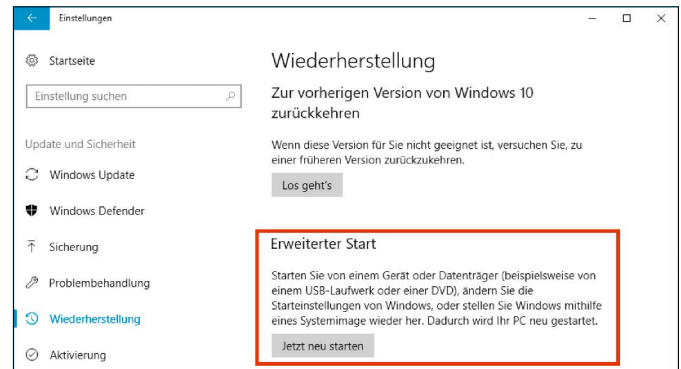 Einstellungen
Startseite
Einstellung suchen
Update und Sicherheit
Windows Update
Windows Defender
Sicherung
Problembehandlung
Wiederherstellung
Aktivierung
Wiederherstellung
Zur vorherigen Version von Windows 10
zurückkehren
Wenn diese Version für Sie nicht geeignet ist, versuchen Sie, zu
einer früheren Version zurückzukehren.
Los geht's
Erweiterter Start
Starten Sie von einem Gerät oder Datenträger (beispielsweise von
einem USB-Laufwerk oder einer DVD), ändern Sie die
Starteinstellungen von Windows, oder stellen Sie Windows mithilfe
eines Systemimage wieder her. Dadurch wird Ihr PC neu gestartet.
Jetzt neu starten